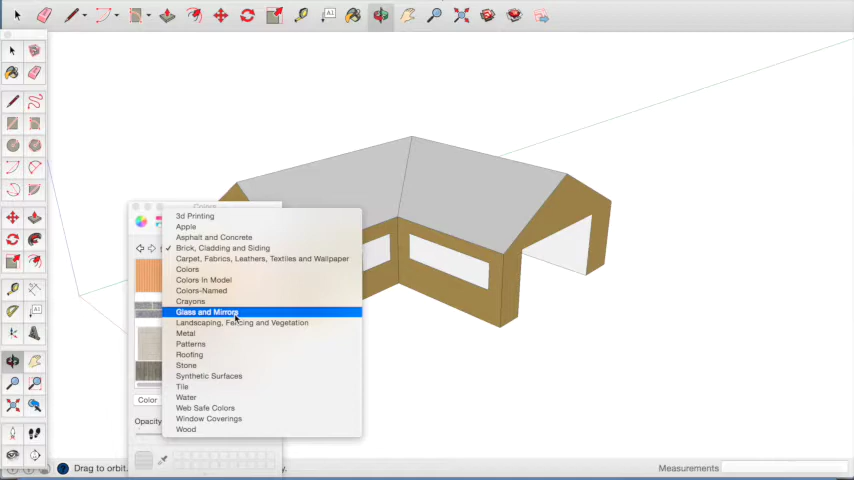 Colors
3d Printing
Apple
Asphalt and Concrete
✓ Brick, Cladding and Siding
Carpet, Fabrics, Leathers, Textiles and Wallpaper
Colors
Colors In Model
Colors-Named
Crayons
Glass and Mirrors
Landscaping, Fencing and Vegetation
Metal
Patterns
Roofing
Stone
Synthetic Surfaces
Tile
Water
Web Safe Colors
Window Coverings
Wood
Color
Opacity
Drag to orbit.
Measurements